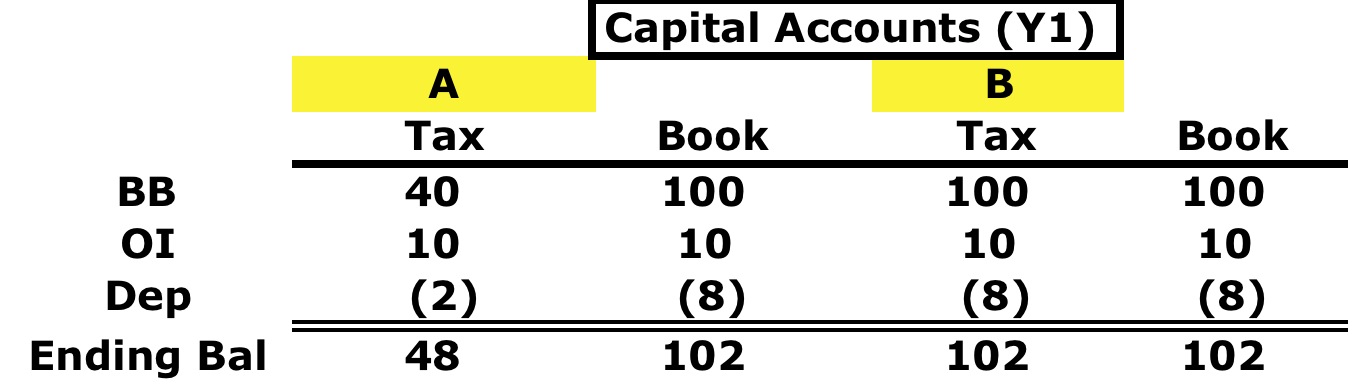 Capital Accounts (Y1)
A B
Tax Book Tax Book
BB 40 100 100 100
OI 10 10 10 10
Dep (2) (8) (8) (8)
Ending Bal 48 102 102 102